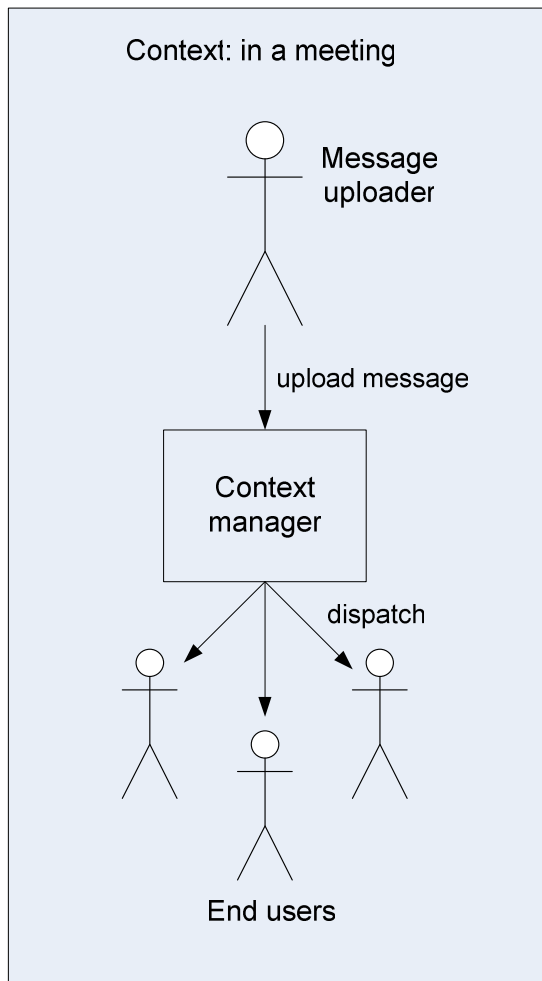 Context: in a meeting
Message
uploader
upload message
Context
manager
dispatch
End users